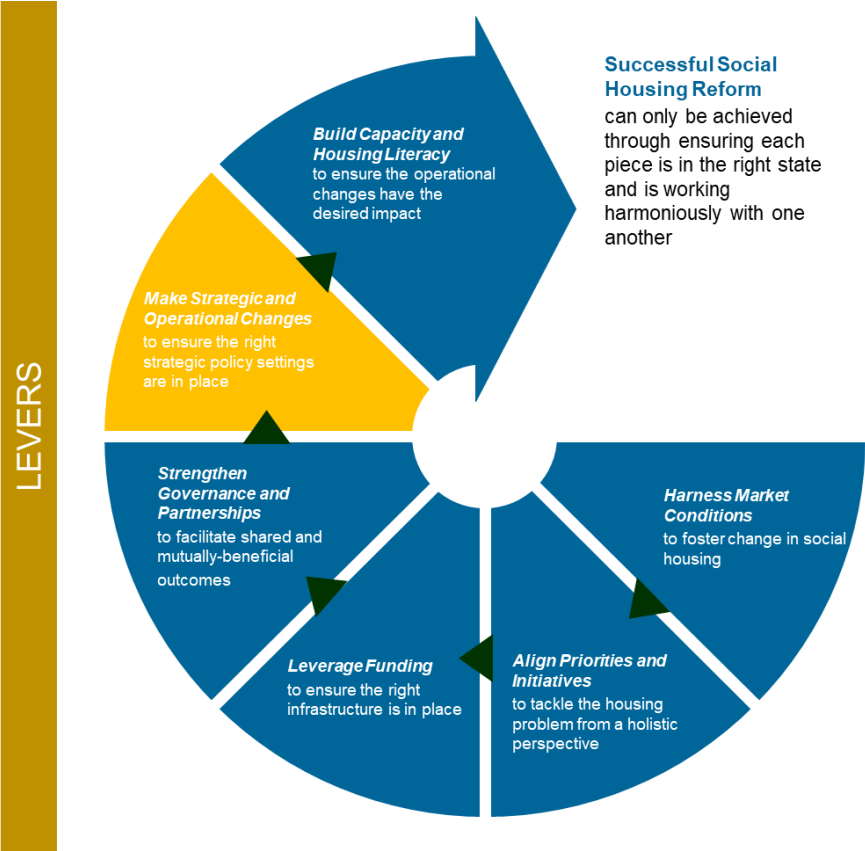 LEVERS
Successful Social
Housing Reform
can only be achieved
through ensuring each
piece is in the right state
and is working
harmoniously with one
another
Build Capacity and
Housing Literacy
to ensure the operational
changes have the
desired impact
Make Strategic and
Operational Changes
to ensure the right
strategic policy settings
are in place
Strengthen
Governance and
Partnerships
to facilitate shared and
mutually-beneficial
outcomes
Leverage Funding
to ensure the right
infrastructure is in place
Align Priorities and
Initiatives
to tackle the housing
problem from a holistic
perspective
Harness Market
Conditions
to foster change in social
housing